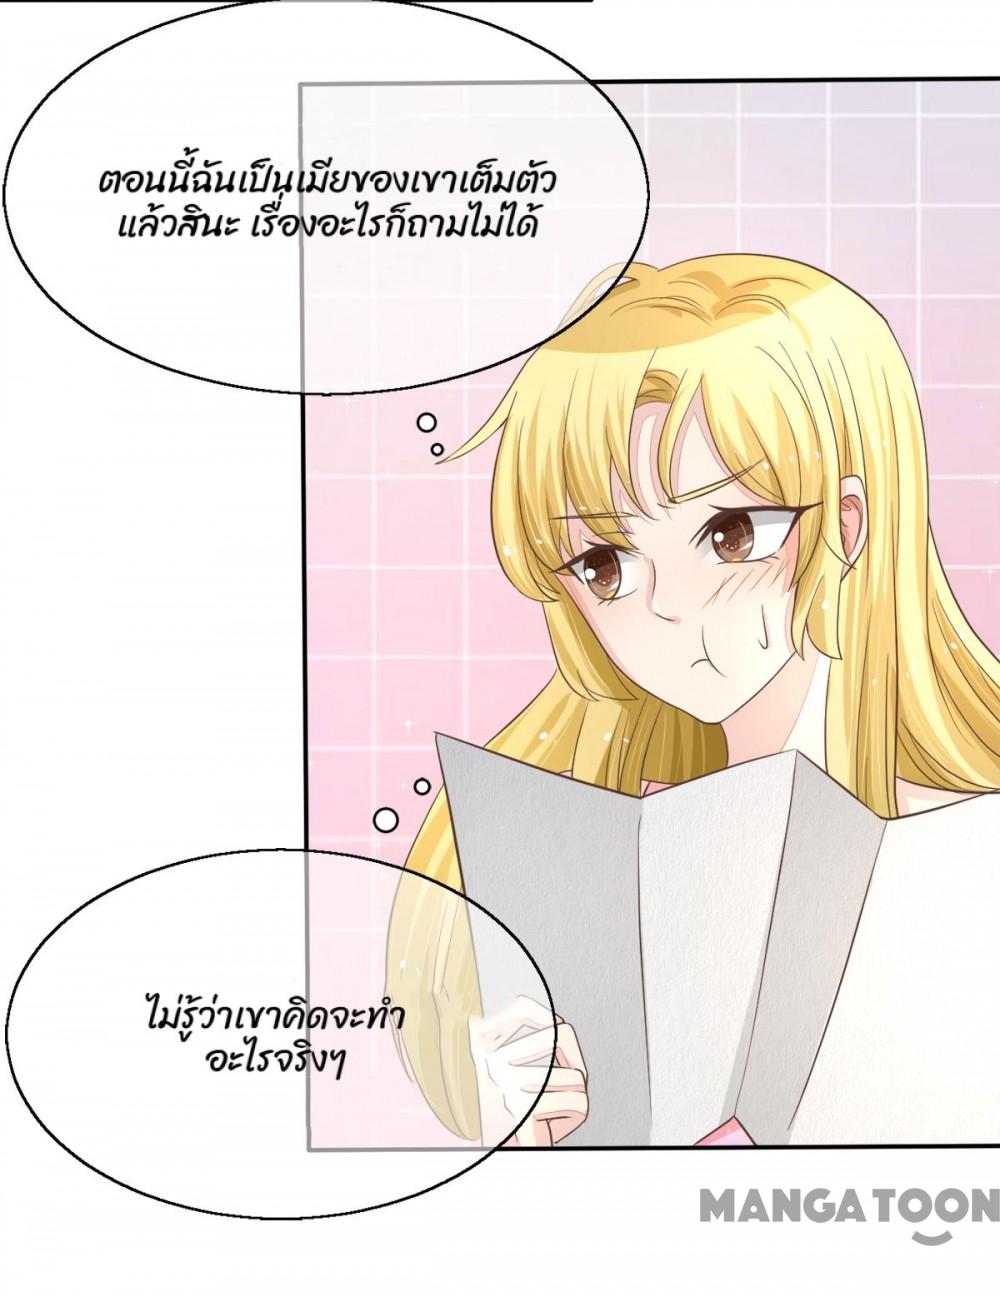 ตอนนี้ฉันเป็นเมียของเขาเต็มตัว
แล้วสินะ เรื่องอะไรก็ถามไม่ได้
ไม่รู้ว่าเขาคิดจะทำ
อะไรจริงๆ
MANGATOON